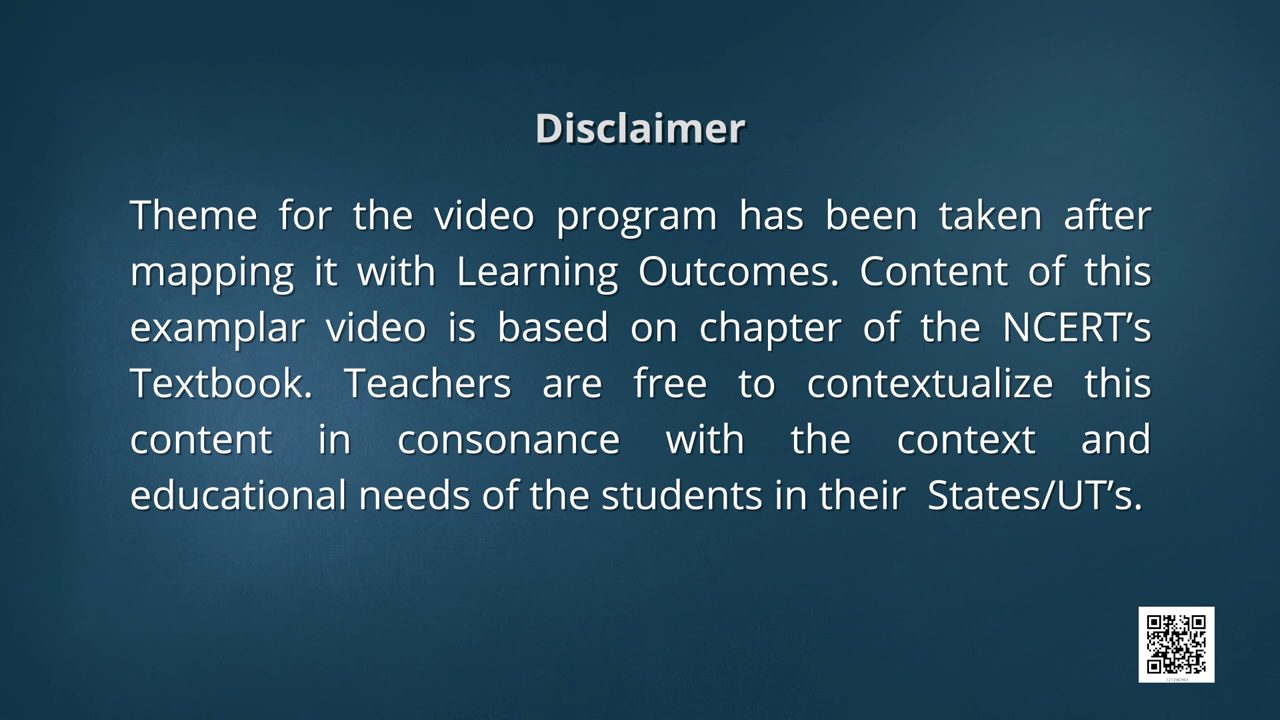 Disclaimer
Theme for the video program has been taken after
mapping it with Learning Outcomes. Content of this
examplar video is based on chapter of the NCERT’s
Textbook. Teachers are free to contextualize this
content in consonance with the context and
educational needs of the students in their States/UT’s.